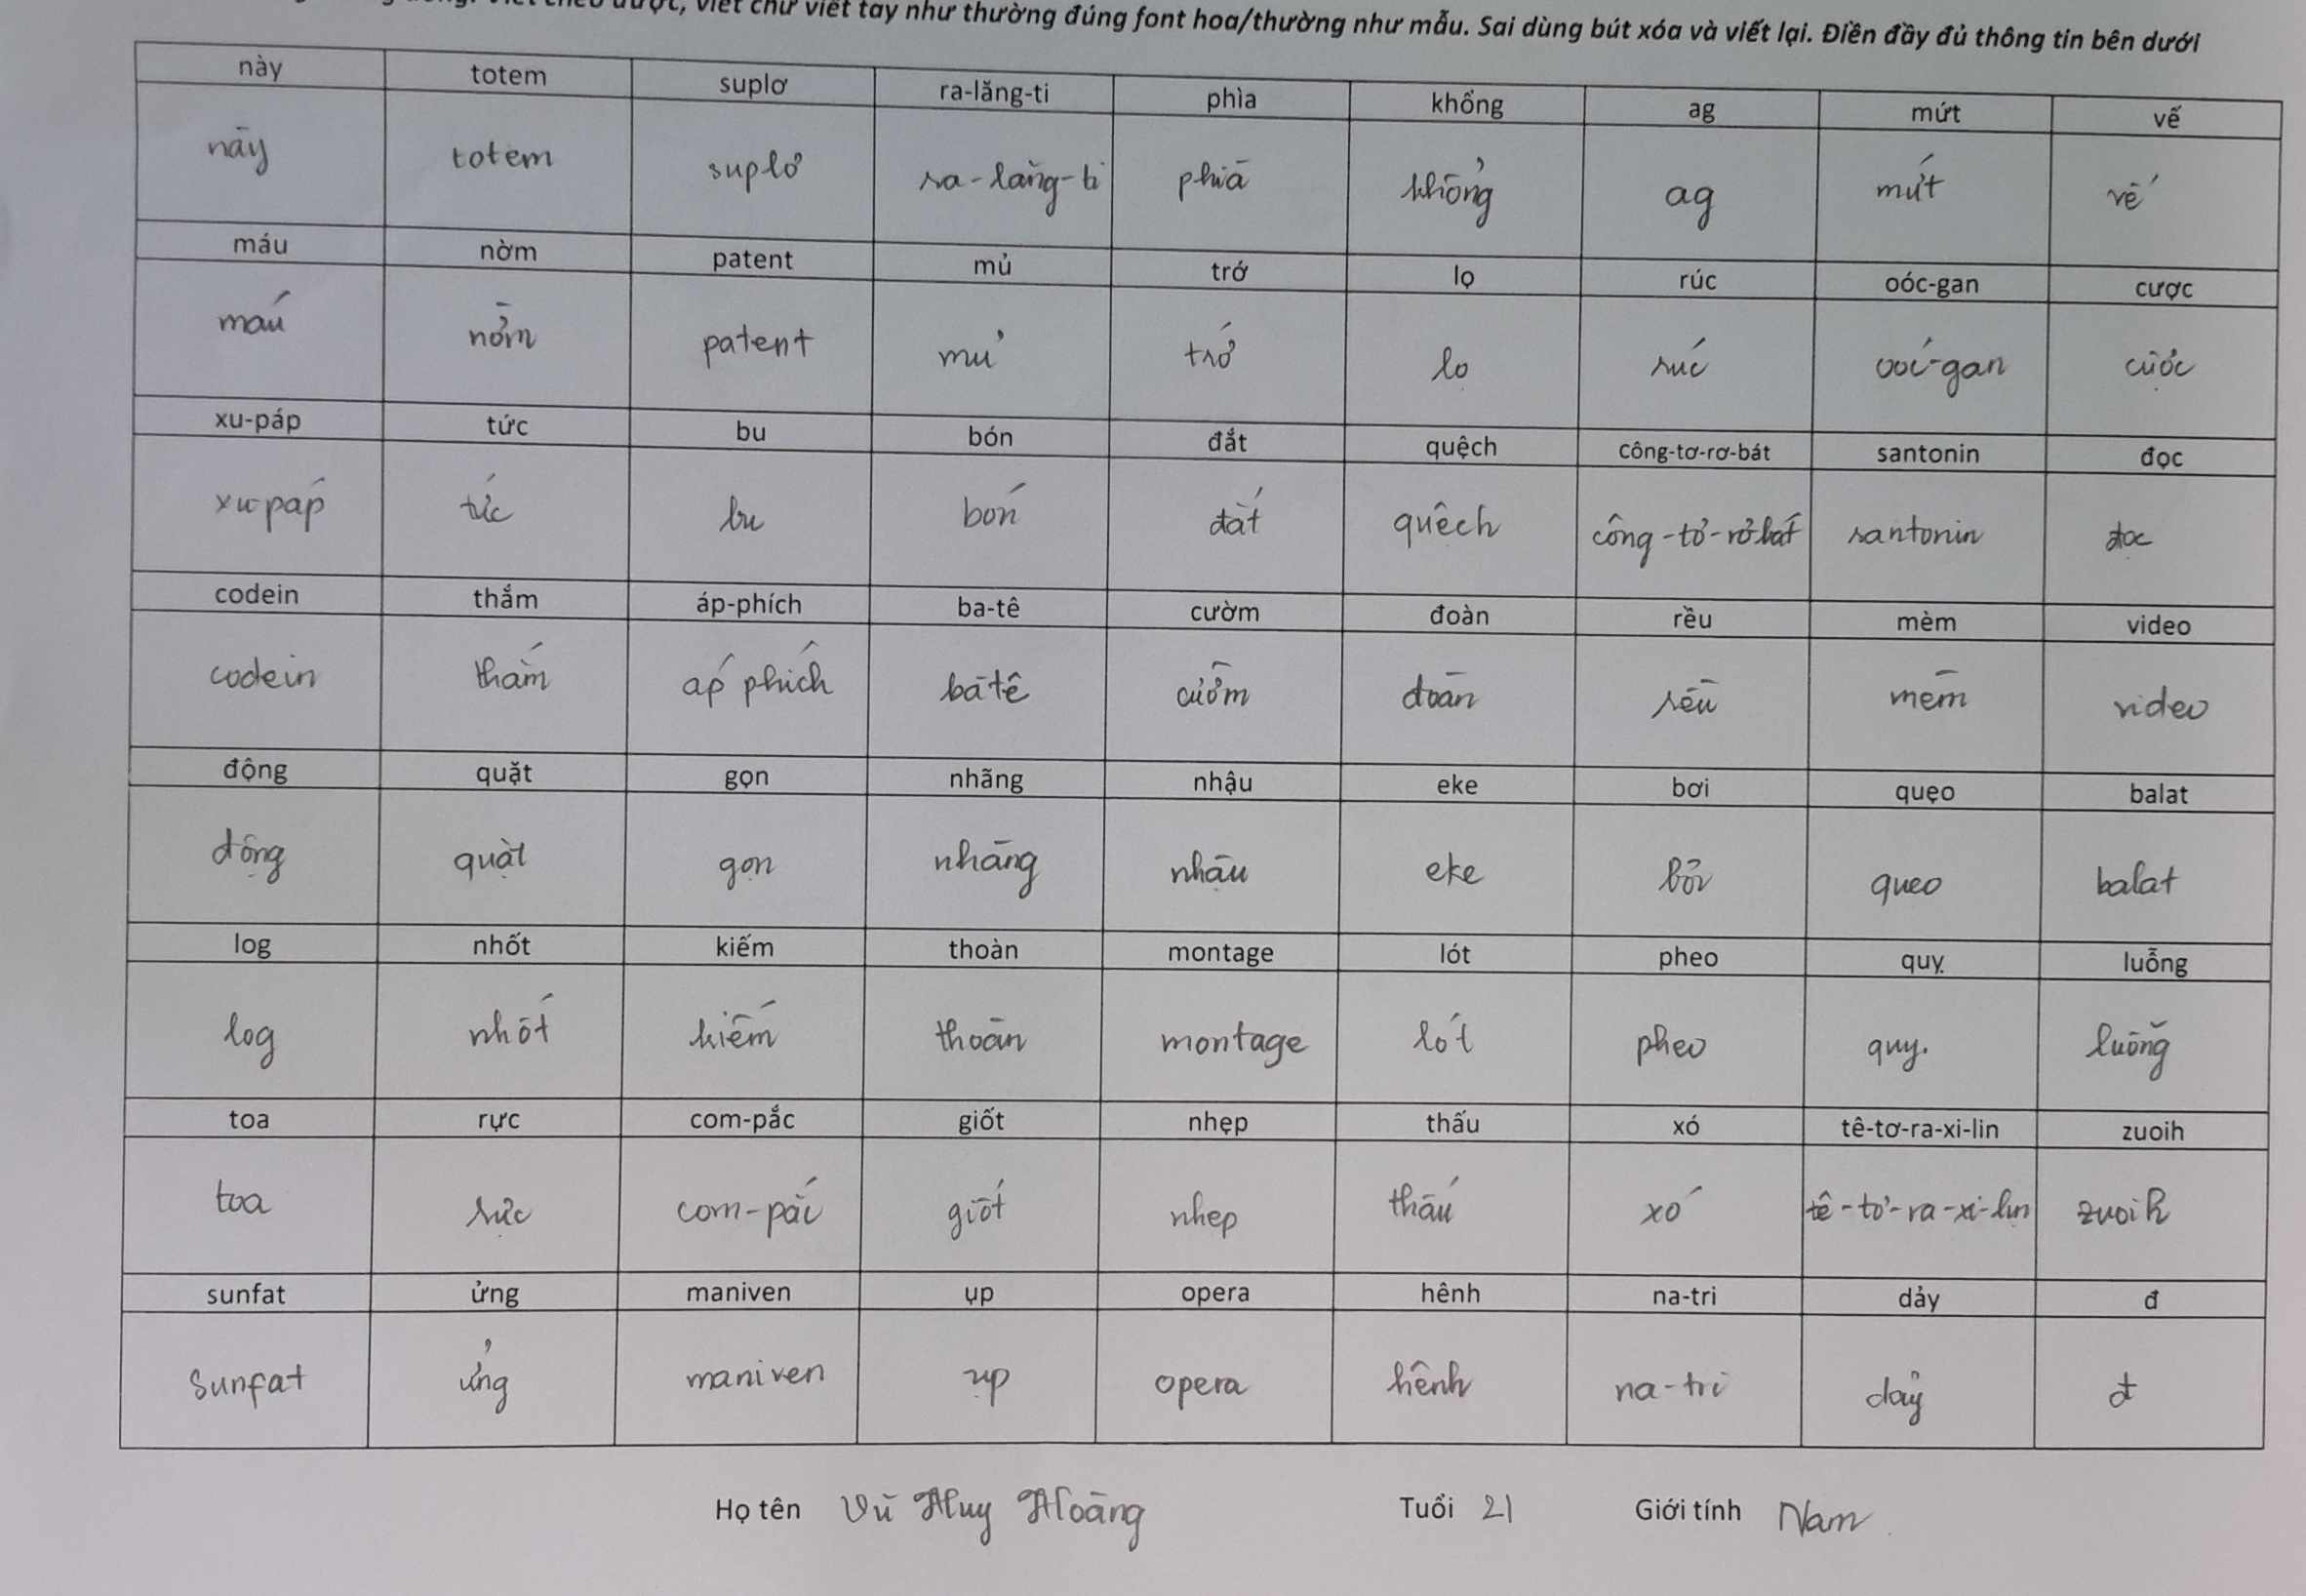 viết chữ viết tay như thường đúng font hoa/thường như mẫu. Sai dùng bút xóa và viết lại. Điền đầy đủ thông tin bên dưới
này totem suplơ ra-lăng-ti phìa khổng ag mứt vế
này totem suplơ ra-lăng-ti phìa khổng ag mứt vế
máu nờm patent mủ trớ lọ rúc oóc-gan cược
máu nờm patent mủ trớ lọ rúc oóc-gan cược
xu-páp tức bu bón đắt quệch công-tơ-rơ-bát santonin đọc
xu-páp tức bu bón đắt quệch công-tơ-rơ-bát santonin đọc
codein thắm áp-phích ba-tê cườm đoàn rều mèm video
codein thắm áp phích bà tê cườm đoàn rều mèm video
động quặt gọn nhãng nhậu eke bơi quẹo balat
động quặt gọn nhãng nhậu eke bơi quẹo balat
log nhốt kiếm thoàn montage lót pheo quỵ luỗng
log nhốt kiếm thoàn montage lót pheo quỵ luỗng
toa rực com-pắc giốt nhẹp thấu xó tê-tơ-ra-xi-lin zuoih
toa rực com-pắc giốt nhẹp thấu xó tê-tơ-ra-xi-lin zuoih
sunfat ửng maniven ụp opera hênh na-tri dảy đ
sunfat ửng maniven ụp opera hênh na-tri dảy đ
Họ tên Vũ Huy Hoàng Tuổi 21 Giới tính Nam